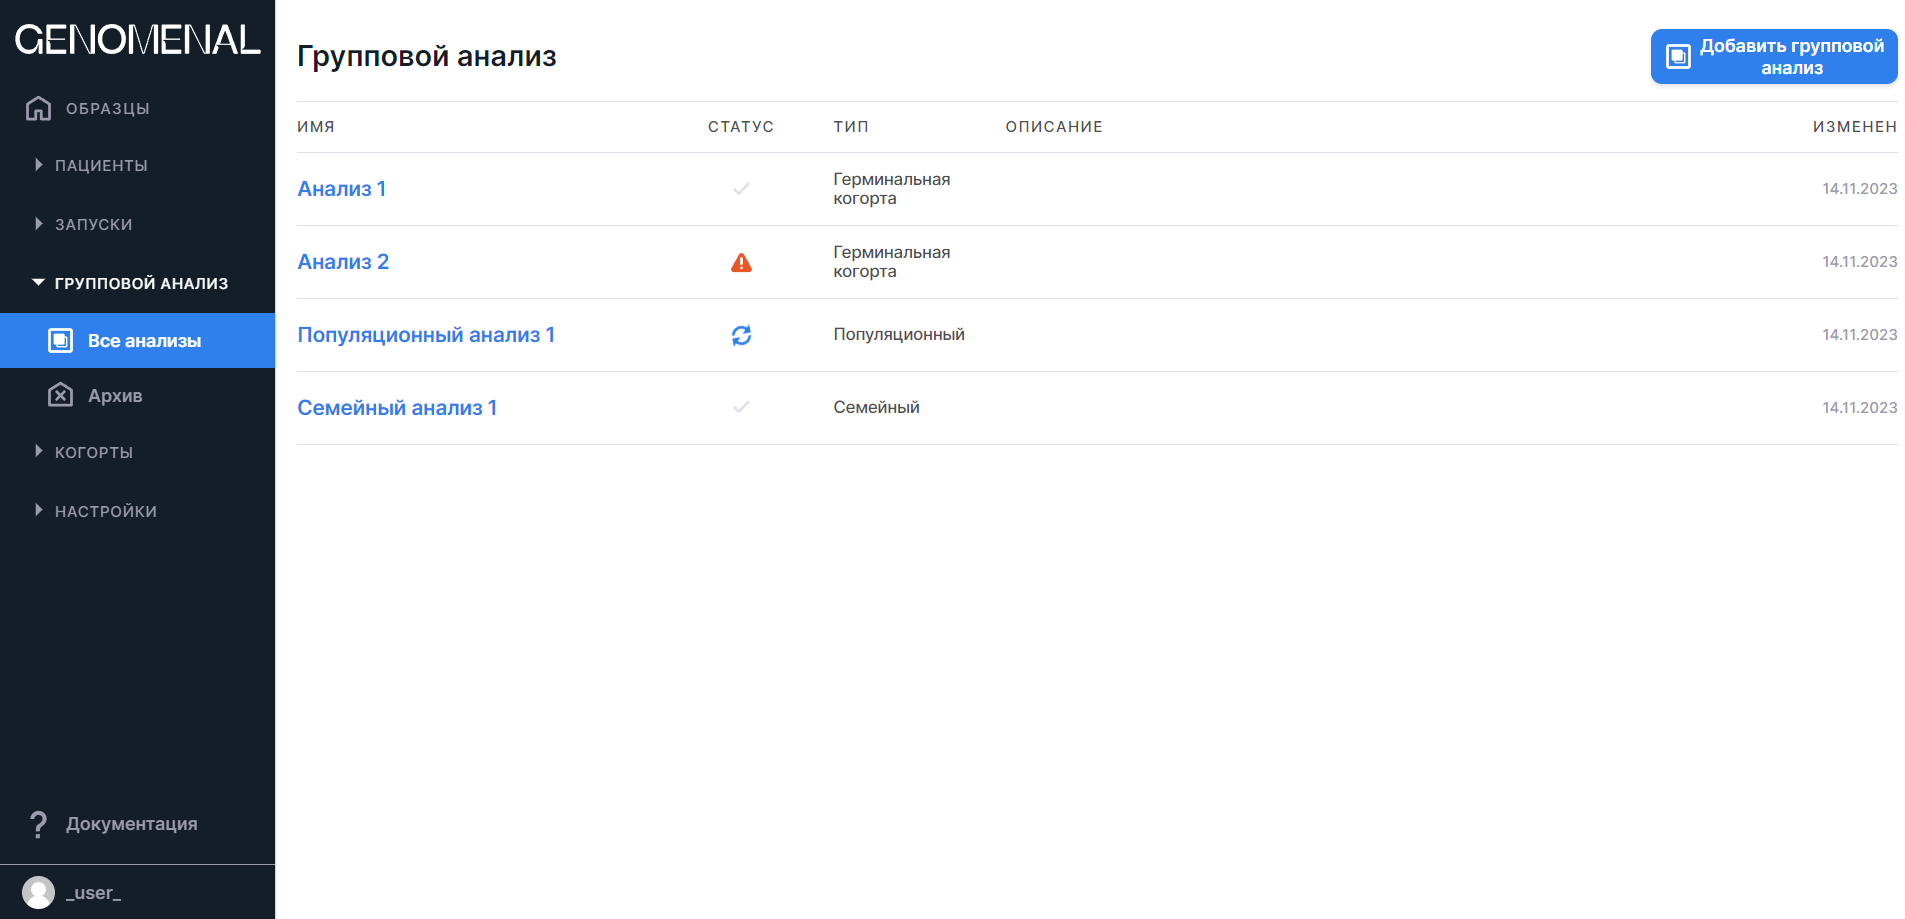 GENOMENAL
ОБРАЗЦЫ
ПАЦИЕНТЫ
ЗАПУСКИ
ГРУППОВОЙ АНАЛИЗ
Все анализы
Архив
КОГОРТЫ
НАСТРОЙКИ
Документация
_user_
Групповой анализ
Добавить групповой
анализ
ИМЯ СТАТУС ТИП ОПИСАНИЕ ИЗМЕНЕН
Анализ 1 Герминальная
когорта 14.11.2023
Анализ 2 Герминальная
когорта 14.11.2023
Популяционный анализ 1 Популяционный 14.11.2023
Семейный анализ 1 Семейный 14.11.2023